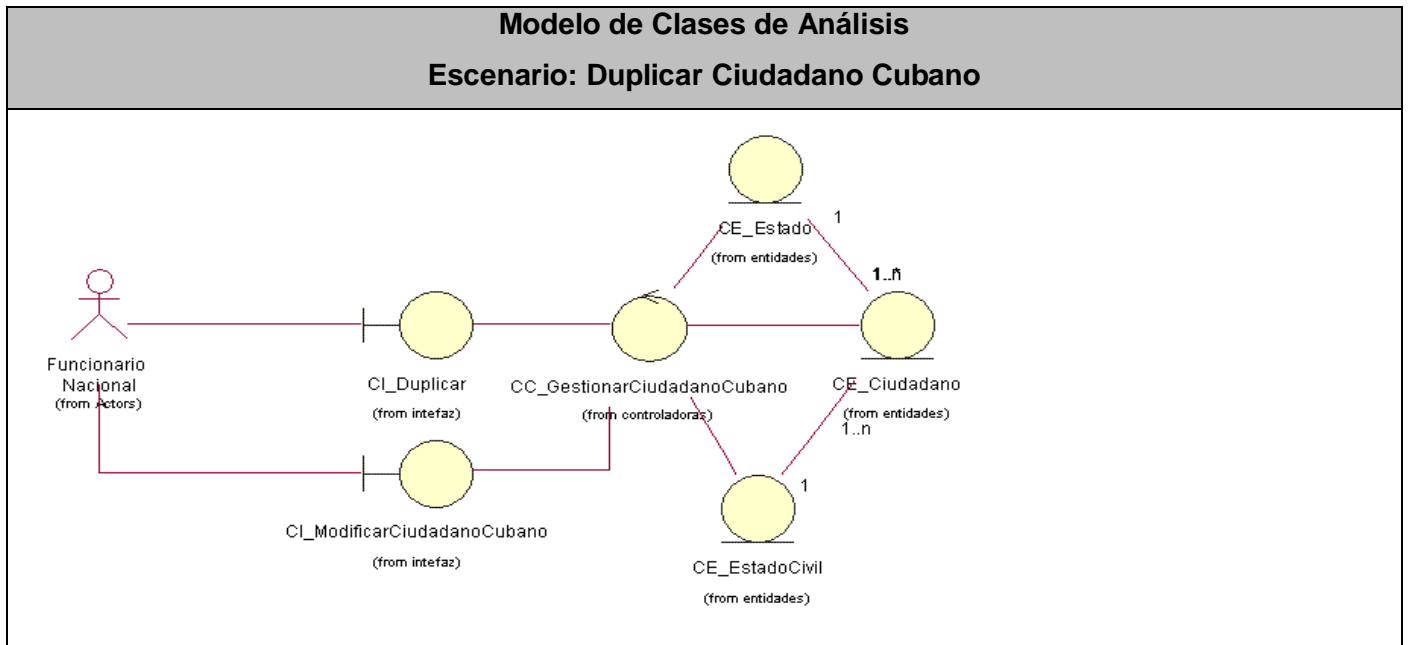 Modelo de Clases de Análisis
Escenario: Duplicar Ciudadano Cubano
CE_Estado
(from entidades)
1
1..n
Funcionario
Nacional
(from Actors)
CI_Duplicar
(from intefaz)
CC_GestionarCiudadanoCubano
(from controladoras)
CE_Ciudadano
(from entidades)
1..n
1
CI_ModificarCiudadanoCubano
(from intefaz)
CE_EstadoCivil
(from entidades)